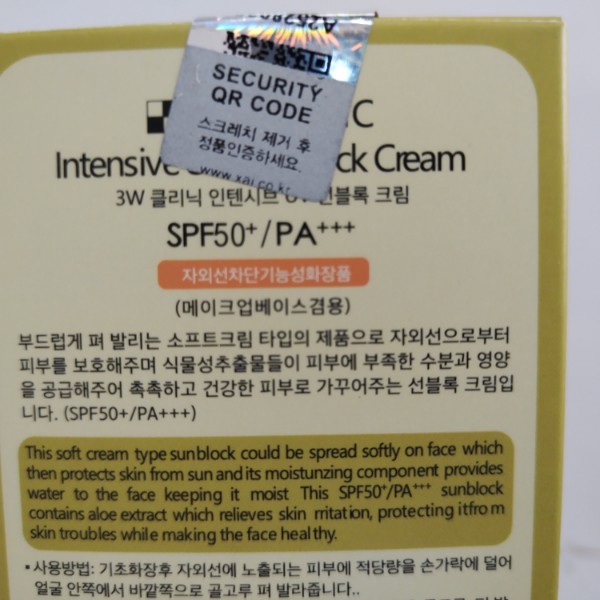 SECURITY
QR CODE
스크래치 제거 후
정품인증하세요.
www.xai.co.kr
C
Intensive ck Cream
3W 클리닉 인텐시브 UV 선블록 크림
SPF50+/PA+++
자외선차단기능성화장품
(메이크업베이스겸용)
부드럽게 펴 발리는 소프트크림 타입의 제품으로 자외선으로부터
피부를 보호해주며 식물성추출물들이 피부에 부족한 수분과 영양
을 공급해주어 촉촉하고 건강한 피부로 가꾸어주는 선블록 크림입
니다. (SPF50+/PA+++)
This soft cream type sunblock could be spread softly on face which
then protects skin from sun and its moisturizing component provides
water to the face keeping it moist This SPF50+/PA+++ sunblock
contains aloe extract which relieves skin rritation, protecting itfro m
skin troubles while making the face heal thy.
• 사용방법: 기초화장후 자외선에 노출되는 피부에 적당량을 손가락에 덜어
얼굴 안쪽에서 바깥쪽으로 골고루 펴 발라줍니다..